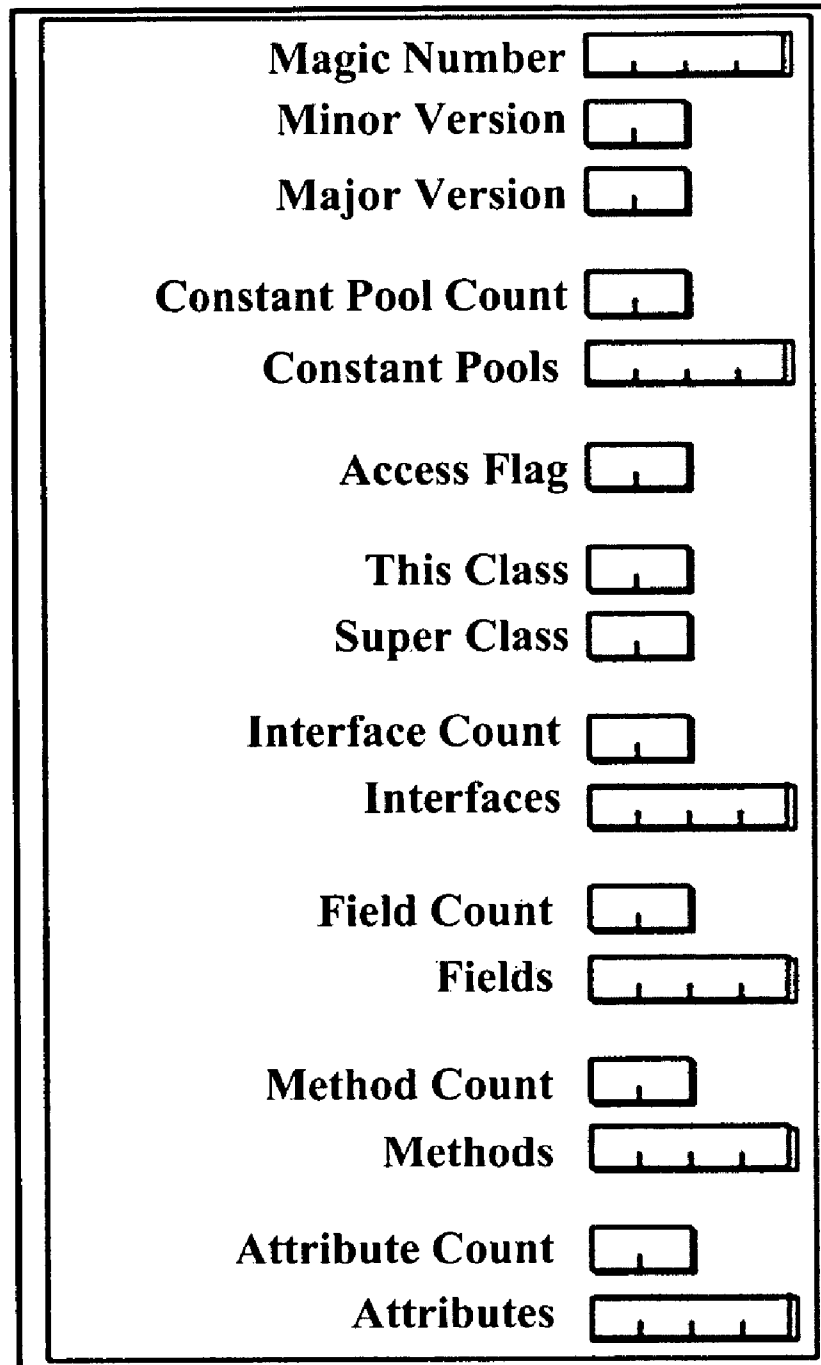 Magic Number
Minor Version
Major Version
Constant Pool Count
Constant Pools
Access Flag
This Class
Super Class
Interface Count
Interfaces
Field Count
Fields
Method Count
Methods
Attribute Count
Attributes